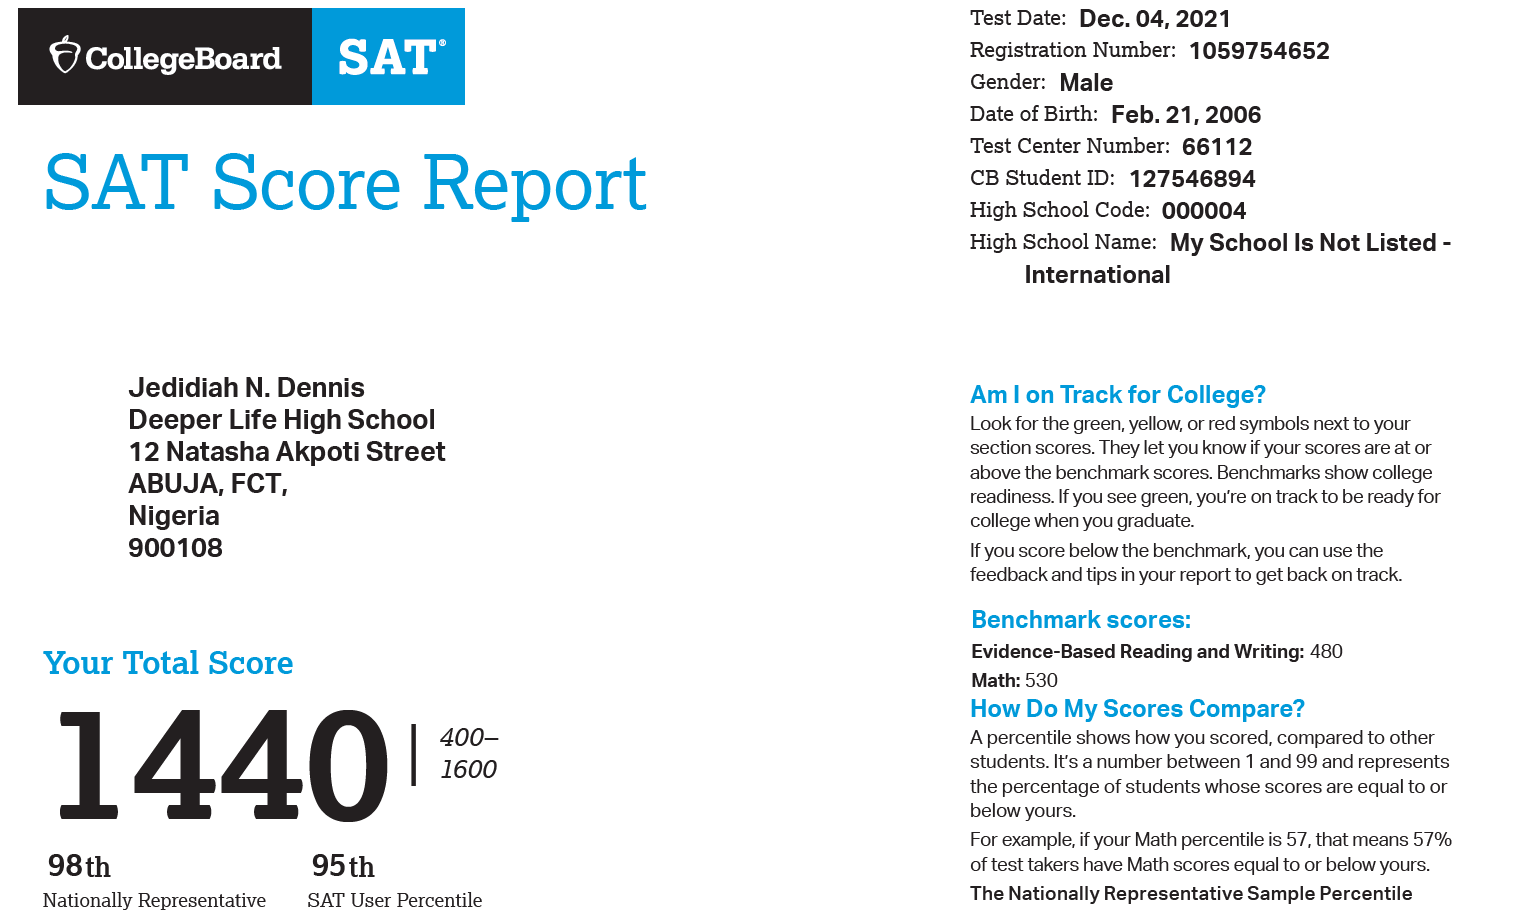 CollegeBoard SAT®
SAT Score Report
Jedidiah N. Dennis
Deeper Life High School
12 Natasha Akpoti Street
ABUJA, FCT,
Nigeria
900108
Your Total Score
1440 | 400–
1600
98th
Nationally Representative
95th
SAT User Percentile
Test Date: Dec. 04, 2021
Registration Number: 1059754652
Gender: Male
Date of Birth: Feb. 21, 2006
Test Center Number: 66112
CB Student ID: 127546894
High School Code: 000004
High School Name: My School Is Not Listed -
International
Am I on Track for College?
Look for the green, yellow, or red symbols next to your
section scores. They let you know if your scores are at or
above the benchmark scores. Benchmarks show college
readiness. If you see green, you’re on track to be ready for
college when you graduate.
If you score below the benchmark, you can use the
feedback and tips in your report to get back on track.
Benchmark scores:
Evidence-Based Reading and Writing: 480
Math: 530
How Do My Scores Compare?
A percentile shows how you scored, compared to other
students. It’s a number between 1 and 99 and represents
the percentage of students whose scores are equal to or
below yours.
For example, if your Math percentile is 57, that means 57%
of test takers have Math scores equal to or below yours.
The Nationally Representative Sample Percentile